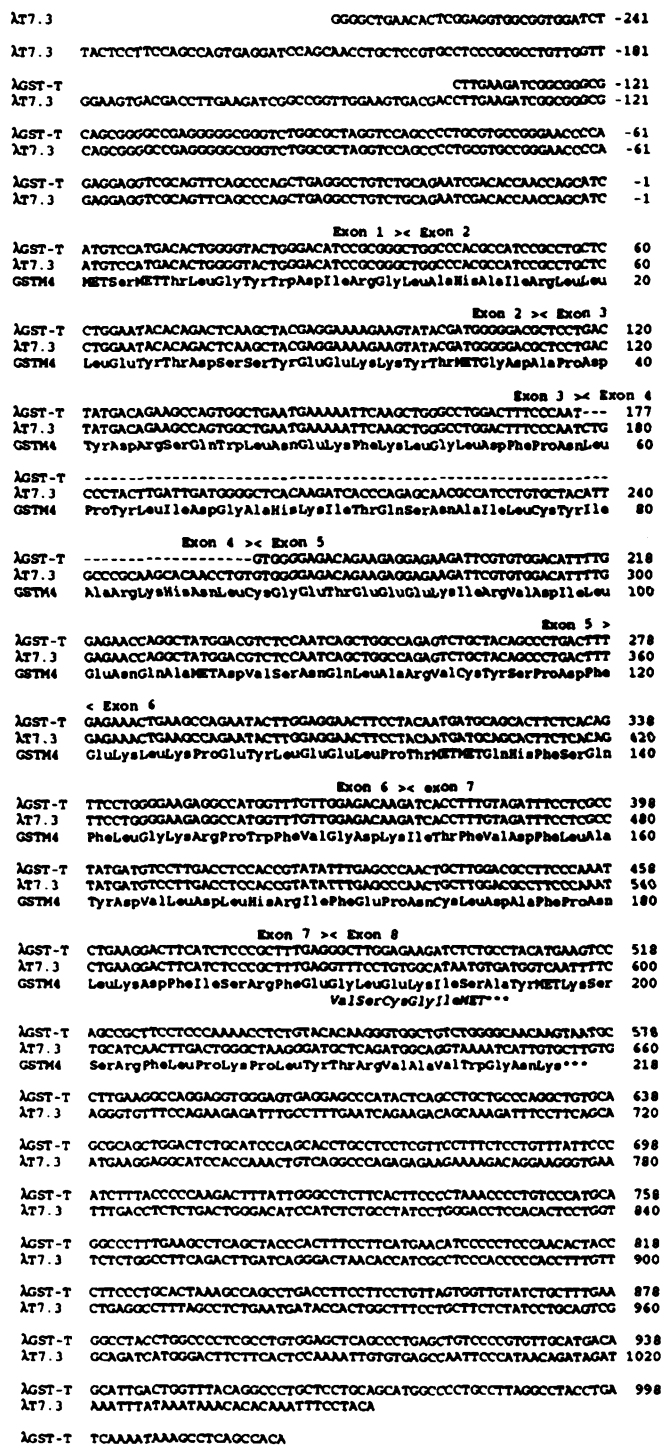 λT7.3 GGGGCTGAACACTCGGAGGTGGCGGTGGATCT -241
λT7.3 TACTCCTTCCAGCCAGTGAGGATCCAGCAACCTGCTCCGTGCCTCCCGCGCCTGTTGGTT -181
λGST-T CTTGAAGATCGGCGGGCG -121
λT7.3 GGAAGTGACGACCTTGAAGATCGGCCGGTTGGAAGTGACGACCTTGAAGATCGGCGGGCG -121
λGST-T CAGCGGGGCCGAGGGGGCGGGTCTGGCGCTAGGTCCAGCCCCTGCGTGCCGGGAACCCCA -61
λT7.3 CAGCGGGGCCGAGGGGGCGGGTCTGGCGCTAGGTCCAGCCCCTGCGTGCCGGGAACCCCA -61
λGST-T GAGGAGGTCGCAGTTCAGCCCAGCTGAGGCCTGTCTGCAGAATCGACACCAACCAGCATC -1
λT7.3 GAGGAGGTCGCAGTTCAGCCCAGCTGAGGCCTGTCTGCAGAATCGACACCAACCAGCATC -1
Exon 1 >< Exon 2
λGST-T ATGTCCATGACACTGGGGTACTGGGACATCCGCGGGCTGGCCCACGCCATCCGCCTGCTC 60
λT7.3 ATGTCCATGACACTGGGGTACTGGGACATCCGCGGGCTGGCCCACGCCATCCGCCTGCTC 60
GSTM4 METSerMETThrLeuGlyTyrTrpAspIleArgGlyLeuAlaHisAlaIleArgLeuLeu 20
Exon 2 >< Exon 3
λGST-T CTGGAATACACAGACTCAAGCTACGAGGAAAAGAAGTATACGATGGGGGACGCTCCTGAC 120
λT7.3 CTGGAATACACAGACTCAAGCTACGAGGAAAAGAAGTATACGATGGGGGACGCTCCTGAC 120
GSTM4 LeuGluTyrThrAspSerSerTyrGluGluLysLysTyrThrMETGlyAspAlaProAsp 40
Exon 3 >< Exon 4
λGST-T TATGACAGAAGCCAGTGGCTGAATGAAAAATTCAAGCTGGGCCTGGACTTTCCCAAT--- 177
λT7.3 TATGACAGAAGCCAGTGGCTGAATGAAAAATTCAAGCTGGGCCTGGACTTTCCCAATCTG 180
GSTM4 TyrAspArgSerGlnTrpLeuAsnGluLysPheLysLeuGlyLeuAspPheProAsnLeu 60
λGST-T ------------------------------------------------------------
λT7.3 CCCTACTTGATTGATGGGGCTCACAAGATCACCCAGAGCAACGCCATCCTGTGCTACATT 240
GSTM4 ProTyrLeuIleAspGlyAlaHisLysIleThrGlnSerAsnAlaIleLeuCysTyrIle 80
Exon 4 >< Exon 5
λGST-T -------------------GTGGGGAGACAGAAGAGGAGAAGATTCGTGTGGACATTTTG 218
λT7.3 GCCCGCAAGCACAACCTGTGTGGGGAGACAGAAGAGGAGAAGATTCGTGTGGACATTTTG 300
GSTM4 AlaArgLysHisAsnLeuCysGlyGluThrGluGluGluLysIleArgValAspIleLeu 100
Exon 5 >
λGST-T GAGAACCAGGCTATGGACGTCTCCAATCAGCTGGCCAGAGTCTGCTACAGCCCTGACTTT 278
λT7.3 GAGAACCAGGCTATGGACGTCTCCAATCAGCTGGCCAGAGTCTGCTACAGCCCTGACTTT 360
GSTM4 GluAsnGlnAlaMETAspValSerAsnGlnLeuAlaArgValCysTyrSerProAspPhe 120
< Exon 6
λGST-T GAGAAACTGAAGCCAGAATACTTGGAGGAACTTCCTACAATGATGCAGCACTTCTCACAG 338
λT7.3 GAGAAACTGAAGCCAGAATACTTGGAGGAACTTCCTACAATGATGCAGCACTTCTCACAG 420
GSTM4 GluLysLeuLysProGluTyrLeuGluGluLeuProThrMETMETGlnHisPheSerGln 140
Exon 6 >< exon 7
λGST-T TTCCTGGGGAAGAGGCCATGGTTTGTTGGAGACAAGATCACCTTTGTAGATTTCCTCGCC 398
λT7.3 TTCCTGGGGAAGAGGCCATGGTTTGTTGGAGACAAGATCACCTTTGTAGATTTCCTCGCC 480
GSTM4 PheLeuGlyLysArgProTrpPheValGlyAspLysIleThrPheValAspPheLeuAla 160
λGST-T TATGATGTCCTTGACCTCCACCGTATATTTGAGCCCAACTGCTTGGACGCCTTCCCAAAT 458
λT7.3 TATGATGTCCTTGACCTCCACCGTATATTTGAGCCCAACTGCTTGGACGCCTTCCCAAAT 540
GSTM4 TyrAspValLeuAspLeuHisArgIlePheGluProAsnCysLeuAspAlaPheProAsn 180
Exon 7 >< Exon 8
λGST-T CTGAAGGACTTCATCTCCCGCTTTGAGGGCTTGGAGAAGATCTCTGCCTACATGAAGTCC 518
λT7.3 CTGAAGGACTTCATCTCCCGCTTTGAGGTTTCCTGTGGCATAATGTGATGGTCAATTTTC 600
GSTM4 LeuLysAspPheIleSerArgPheGluGlyLeuGluLysIleSerAlaTyrMETLysSer 200
ValSerCysGlyIleMET***
λGST-T AGCCGCTTCCTCCCAAAACCTCTGTACACAAGGGTGGCTGTCTGGGGCAACAAGTAATGC 578
λT7.3 TGCATCAACTTGACTGGGCTAAGGGATGCTCAGATGGCAGGTAAAATCATTGTGCTTGTG 660
GSTM4 SerArgPheLeuProLysProLeuTyrThrArgValAlaValTrpGlyAsnLys*** 218
λGST-T CTTGAAGGCCAGGAGGTGGGAGTGAGGAGCCCATACTCAGCCTGCTGCCCAGGCTGTGCA 638
λT7.3 AGGGTGTTTCCAGAAGAGATTTGCCTTTGAATCAGAAGACAGCAAAGATTTCCTTCAGCA 720
λGST-T GCGCAGCTGGACTCTGCATCCCAGCACCTGCCTCCTCGTTCCTTTCTCCTGTTTATTCCC 698
λT7.3 ATGAAGGAGGCATCCACCAAACTGTCAGGCCCAGAGAGAAGAAAAGACAGGAAGGGTGAA 780
λGST-T ATCTTTACCCCCAAGACTTTATTGGGCCTCTTCACTTCCCCTAAACCCCTGTCCCATGCA 758
λT7.3 TTTGACCTCTCTGACTGGGACATCCATCTCTGCCTATCCTGGGACCTCCACACTCCTGGT 840
λGST-T GGCCCTTTGAAGCCTCAGCTACCCACTTTCCTTCATGAACATCCCCCTCCCAACACTACC 818
λT7.3 TCTCTGGCCTTCAGACTTGATCAGGGACTAACACCATCGCCTCCCACCCCCACCTTTGTT 900
λGST-T CTTCCCTGCACTAAAGCCAGCCTGACCTTCCTTCCTGTTAGTGGTTGTATCTGCTTTGAA 878
λT7.3 CTGAGGCCTTTAGCCTCTGAATGATACCACTGGCTTTCCTGCTTCTCTATCCTGCAGTCG 960
λGST-T GGCCTACCTGGCCCCTCGCCTGTGGAGCTCAGCCCTGAGCTGTCCCCGTGTTGCATGACA 938
λT7.3 GCAGATCATGGGACTTCTTCACTCCAAAATTGTGTGAGCCAATTCCCATAACAGATAGAT 1020
λGST-T GCATTGACTGGTTTACAGGCCCTGCTCCTGCAGCATGGCCCCTGCCTTAGGCCTACCTGA 998
λT7.3 AAATTTATAAATAAACACACAAATTTCCTACA
λGST-T TCAAAATAAAGCCTCAGCCACA